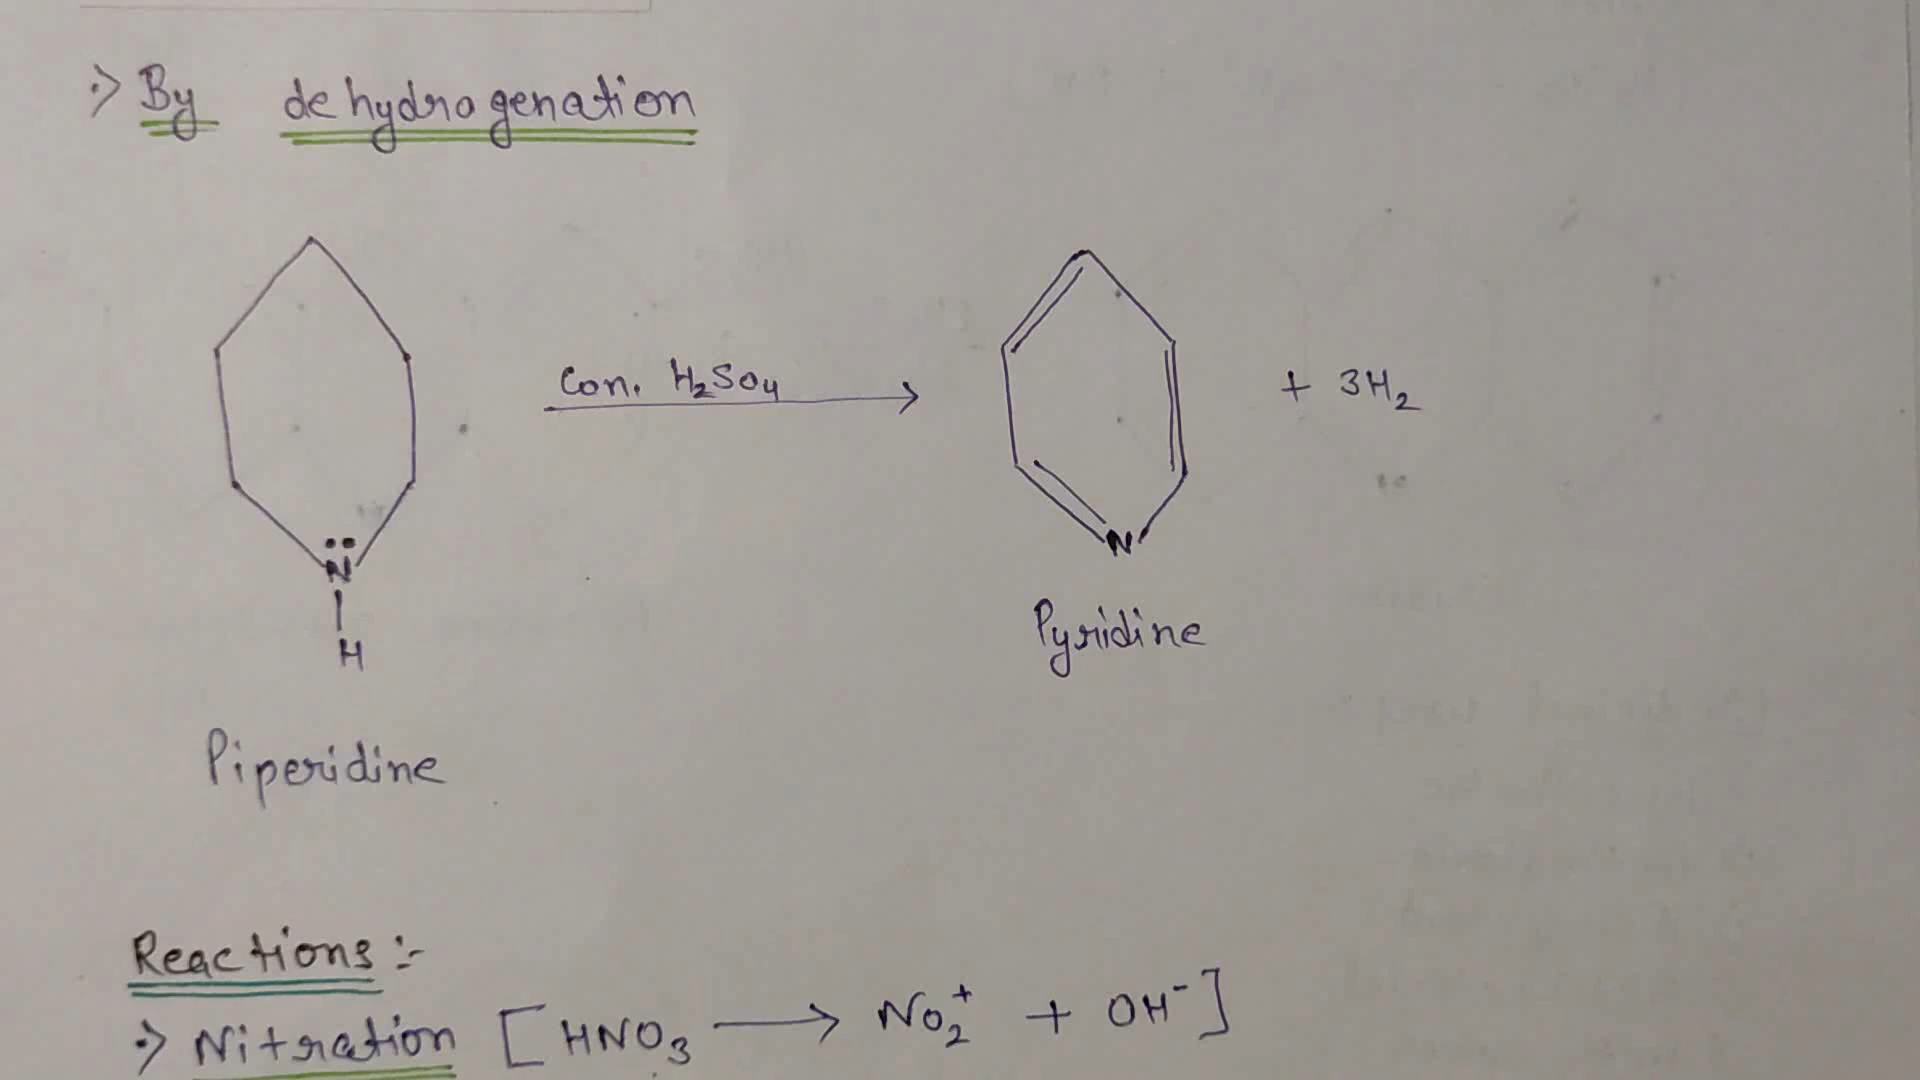 :> By dehydrogenation
Con. H₂SO₄
+ 3H₂
N̈
N
H
Pyridine
Piperidine
Reactions :-
:> Nitration [HNO₃ ⟶ NO₂⁺ + OH⁻]